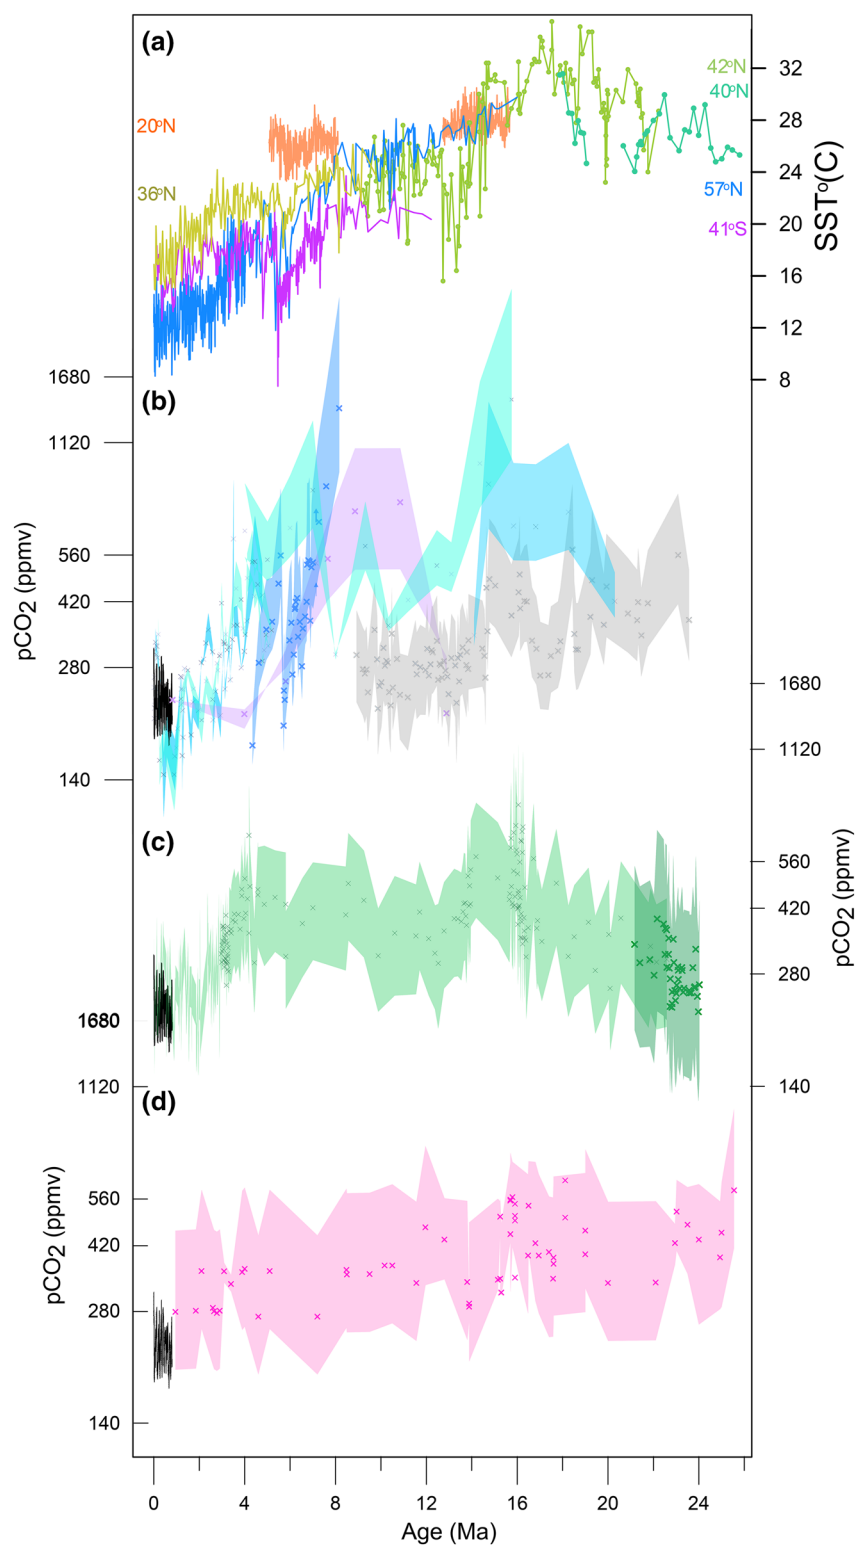 (a)
42°N
40°N
20°N
36°N
57°N
41°S
32
28
24
20
16
12
8
SST°(C)
(b)
1680
1120
560
420
280
140
pCO2 (ppmv)
(c)
1680
1120
560
420
280
140
pCO2 (ppmv)
(d)
1680
1120
560
420
280
140
pCO2 (ppmv)
0 4 8 12 16 20 24
Age (Ma)